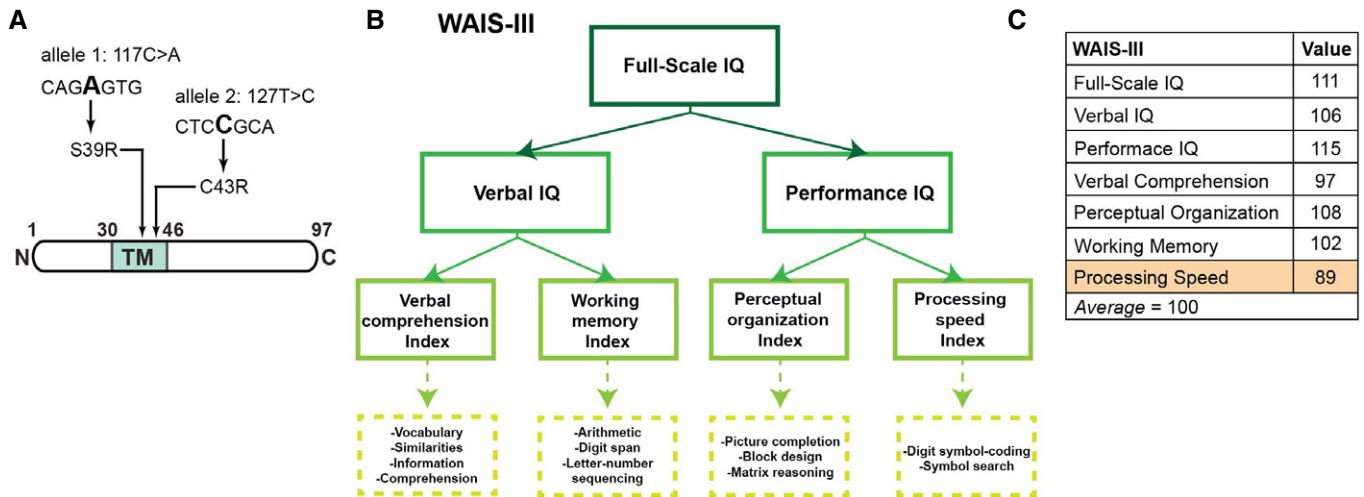 A
allele 1: 117C>A
CAGAGTG
allele 2: 127T>C
CTCCGCA
S39R
C43R
1
30
46
97
N
TM
C
B
WAIS-III
Full-Scale IQ
Verbal IQ
Performance IQ
Verbal
comprehension
Index
Working
memory
Index
Perceptual
organization
Index
Processing
speed
Index
-Vocabulary
-Similarities
-Information
-Comprehension
-Arithmetic
-Digit span
-Letter-number
sequencing
-Picture completion
-Block design
-Matrix reasoning
-Digit symbol-coding
-Symbol search
C
WAIS-III Value
Full-Scale IQ 111
Verbal IQ 106
Performace IQ 115
Verbal Comprehension 97
Perceptual Organization 108
Working Memory 102
Processing Speed 89
Average = 100